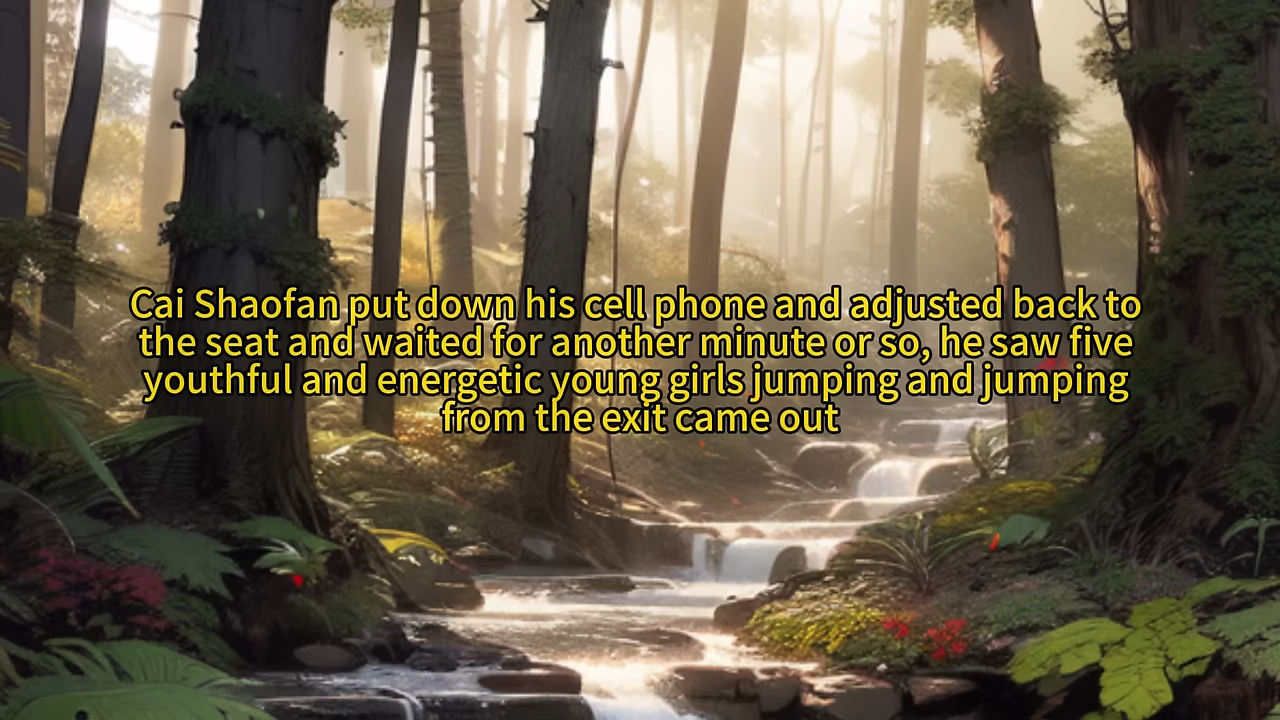 Cai Shaofan put down his cell phone and adjusted back to
the seat and waited for another minute or so, he saw five
youthful and energetic young girls jumping and jumping
from the exit came out